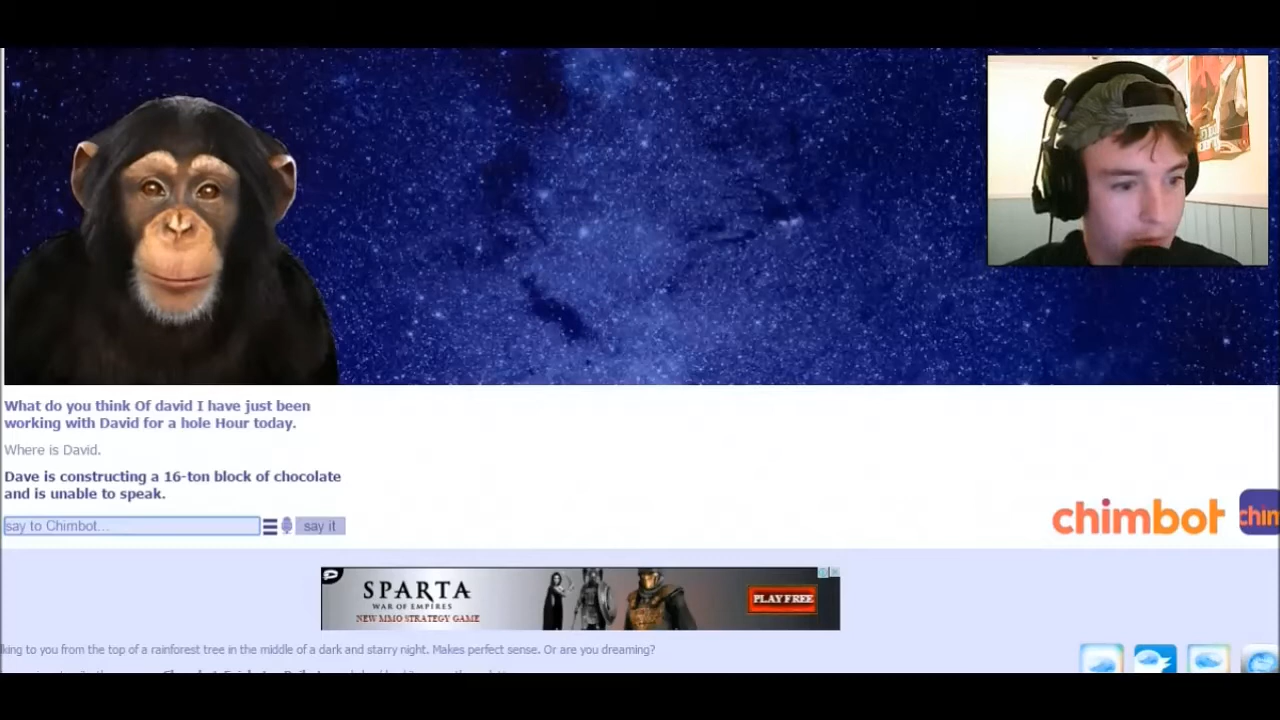 What do you think Of david I have just been
working with David for a hole Hour today.
Where is David.
Dave is constructing a 16-ton block of chocolate
and is unable to speak.
say to Chimbot...
say it
chimbot
chim
SPARTA
WAR OF EMPIRES
NEW MMO STRATEGY GAME
PLAY FREE
lking to you from the top of a rainforest tree in the middle of a dark and starry night. Makes perfect sense. Or are you dreaming?